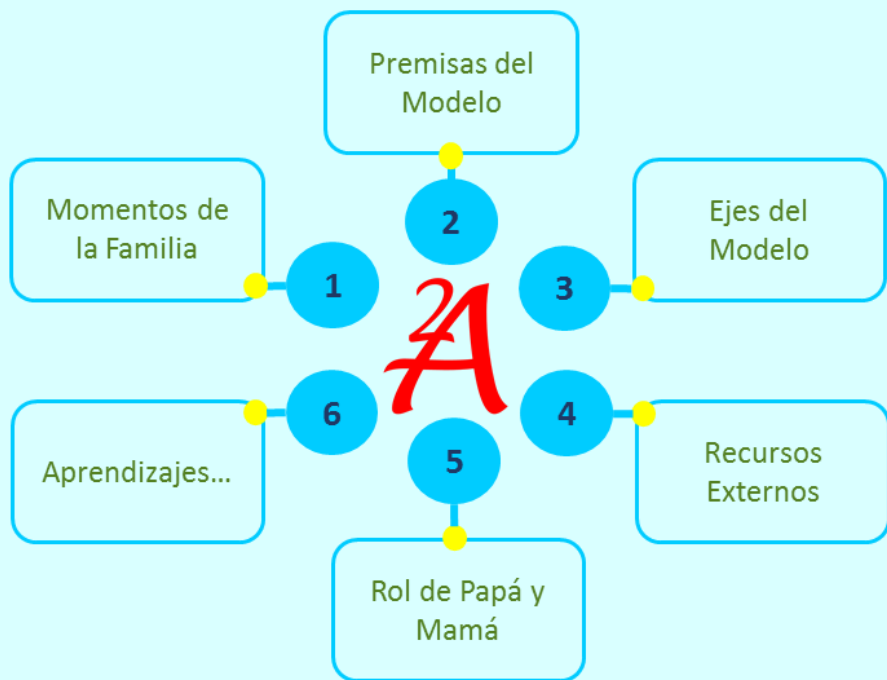 Momentos de
la Familia
1
Premisas del
Modelo
2
Ejes del
Modelo
3
Recursos
Externos
4
Rol de Papá y
Mamá
5
Aprendizajes...
6
2
A